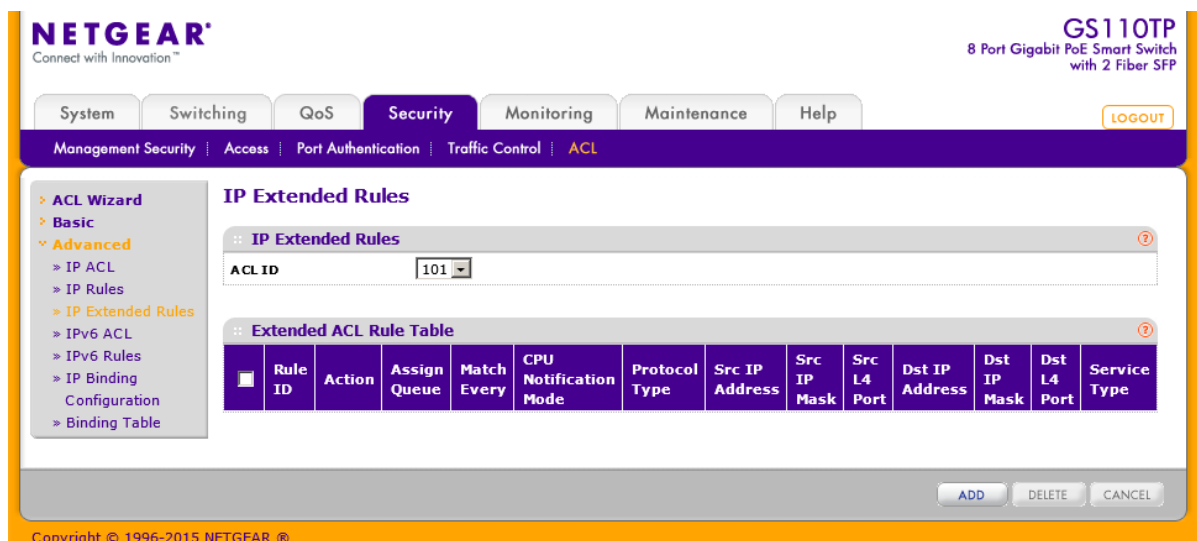 NETGEAR®
Connect with Innovation™
GS110TP
8 Port Gigabit PoE Smart Switch
with 2 Fiber SFP
System Switching QoS Security Monitoring Maintenance Help LOGOUT
Management Security Access Port Authentication Traffic Control ACL
ACL Wizard
Basic
Advanced
» IP ACL
» IP Rules
» IP Extended Rules
» IPv6 ACL
» IPv6 Rules
» IP Binding
Configuration
» Binding Table
IP Extended Rules
IP Extended Rules ?
ACL ID 101
Extended ACL Rule Table ?
Rule ID Action Assign Queue Match Every CPU Notification Mode Protocol Type Src IP Address Src IP Mask Src L4 Port Dst IP Address Dst IP Mask Dst L4 Port Service Type
ADD DELETE CANCEL
Copyright © 1996-2015 NETGEAR ®